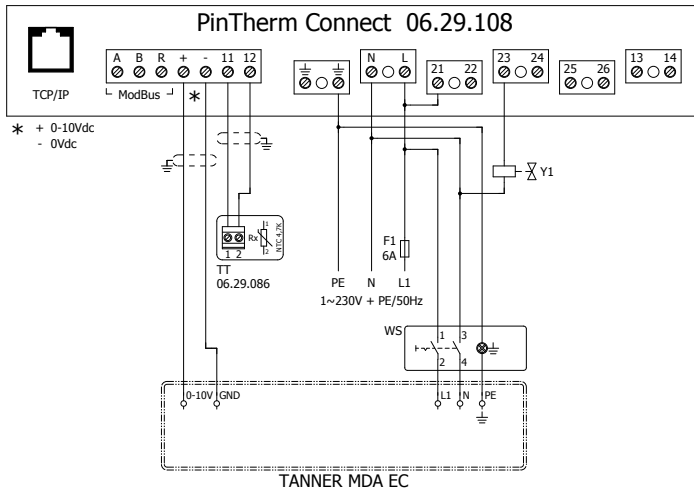 PinTherm Connect 06.29.108
A B R + - 11 12
N L
21 22
23 24
25 26
13 14
TCP/IP
ModBus
*
* + 0-10Vdc
- 0Vdc
Y1
Rx
1
2
NTC 4,7K
1 2
TT
06.29.086
F1
6A
PE N L1
1~230V + PE/50Hz
WS
1 3
2 4
0-10V GND
L1 N PE
TANNER MDA EC